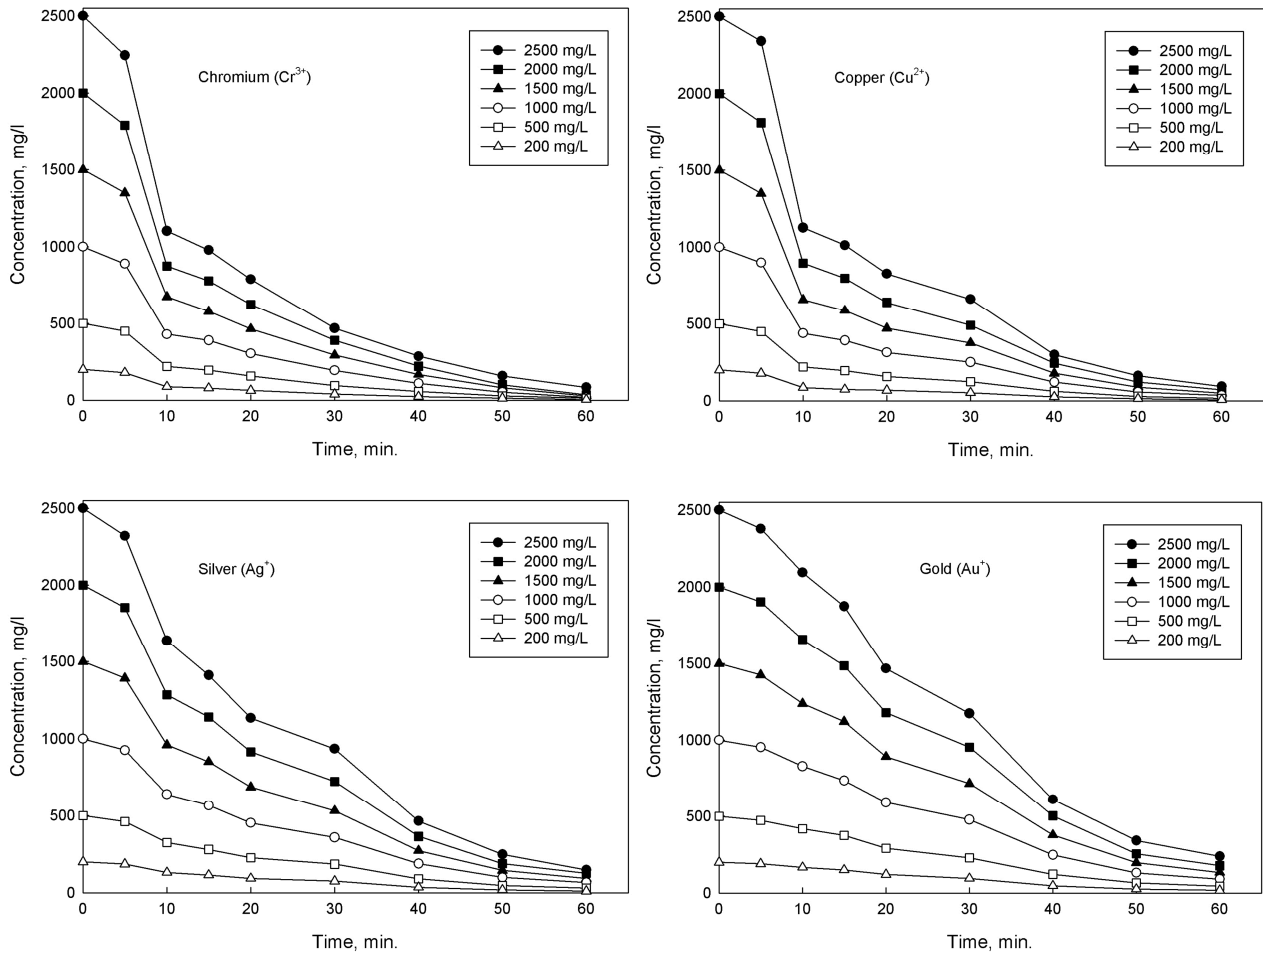 Chromium (Cr³⁺)
2500 mg/L
2000 mg/L
1500 mg/L
1000 mg/L
500 mg/L
200 mg/L
Concentration, mg/l
2500
2000
1500
1000
500
0
0 10 20 30 40 50 60
Time, min.
Copper (Cu²⁺)
2500 mg/L
2000 mg/L
1500 mg/L
1000 mg/L
500 mg/L
200 mg/L
Concentration, mg/l
2500
2000
1500
1000
500
0
0 10 20 30 40 50 60
Time, min.
Silver (Ag⁺)
2500 mg/L
2000 mg/L
1500 mg/L
1000 mg/L
500 mg/L
200 mg/L
Concentration, mg/l
2500
2000
1500
1000
500
0
0 10 20 30 40 50 60
Time, min.
Gold (Au⁺)
2500 mg/L
2000 mg/L
1500 mg/L
1000 mg/L
500 mg/L
200 mg/L
Concentration, mg/l
2500
2000
1500
1000
500
0
0 10 20 30 40 50 60
Time, min.